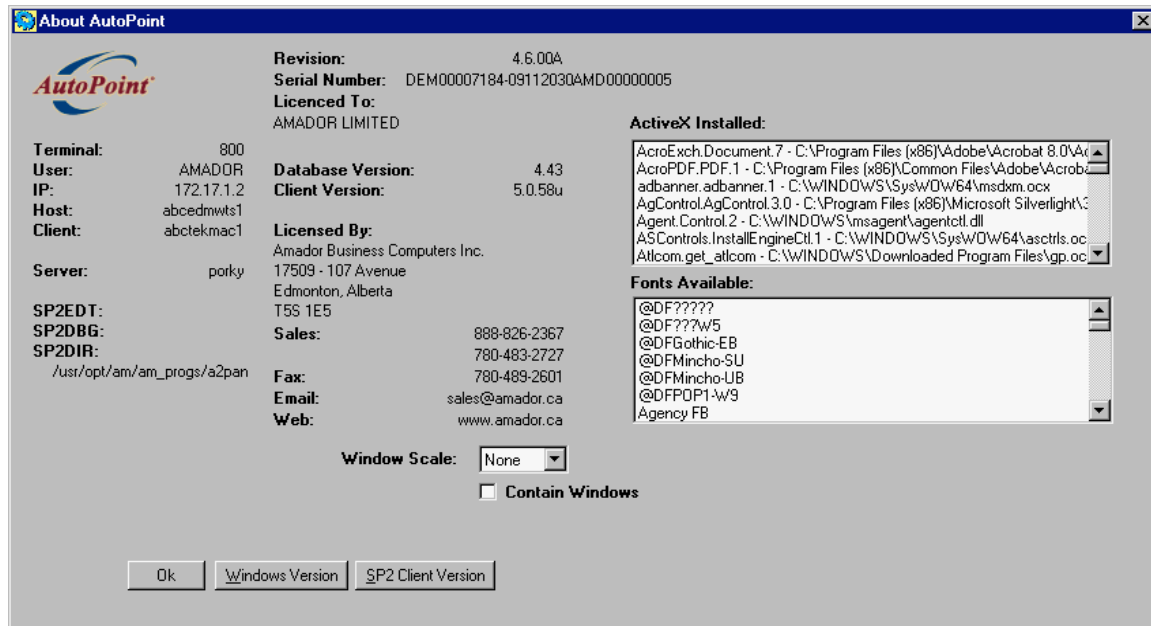 About AutoPoint
AutoPoint
Revision: 4.6.00A
Serial Number: DEM00007184-09112030AMD00000005
Licenced To:
AMADOR LIMITED
Terminal: 800
User: AMADOR
IP: 172.17.1.2
Host: abcedmwts1
Client: abctekmac1
Server: porky
SP2EDT:
SP2DBG:
SP2DIR:
/usr/opt/am/am_progs/a2pan
Database Version: 4.43
Client Version: 5.0.58u
Licensed By:
Amador Business Computers Inc.
17509 - 107 Avenue
Edmonton, Alberta
T5S 1E5
Sales: 888-826-2367
780-483-2727
Fax: 780-489-2601
Email: sales@amador.ca
Web: www.amador.ca
ActiveX Installed:
AcroExch.Document.7 - C:\Program Files (x86)\Adobe\Acrobat 8.0\Ac
AcroPDF.PDF.1 - C:\Program Files (x86)\Common Files\Adobe\Acroba
adbanner.adbanner.1 - C:\WINDOWS\SysWOW64\msdxm.ocx
AgControl.AgControl.3.0 - C:\Program Files (x86)\Microsoft Silverlight\3
Agent.Control.2 - C:\WINDOWS\msagent\agentctl.dll
ASControls.InstallEngineCtl.1 - C:\WINDOWS\SysWOW64\asctrls.oc
Atlcom.get_atlcom - C:\WINDOWS\Downloaded Program Files\gp.oc
Fonts Available:
@DF?????
@DF???W5
@DFGothic-EB
@DFMincho-SU
@DFMincho-UB
@DFPOP1-W9
Agency FB
Window Scale: None
Contain Windows
Ok
Windows Version
SP2 Client Version